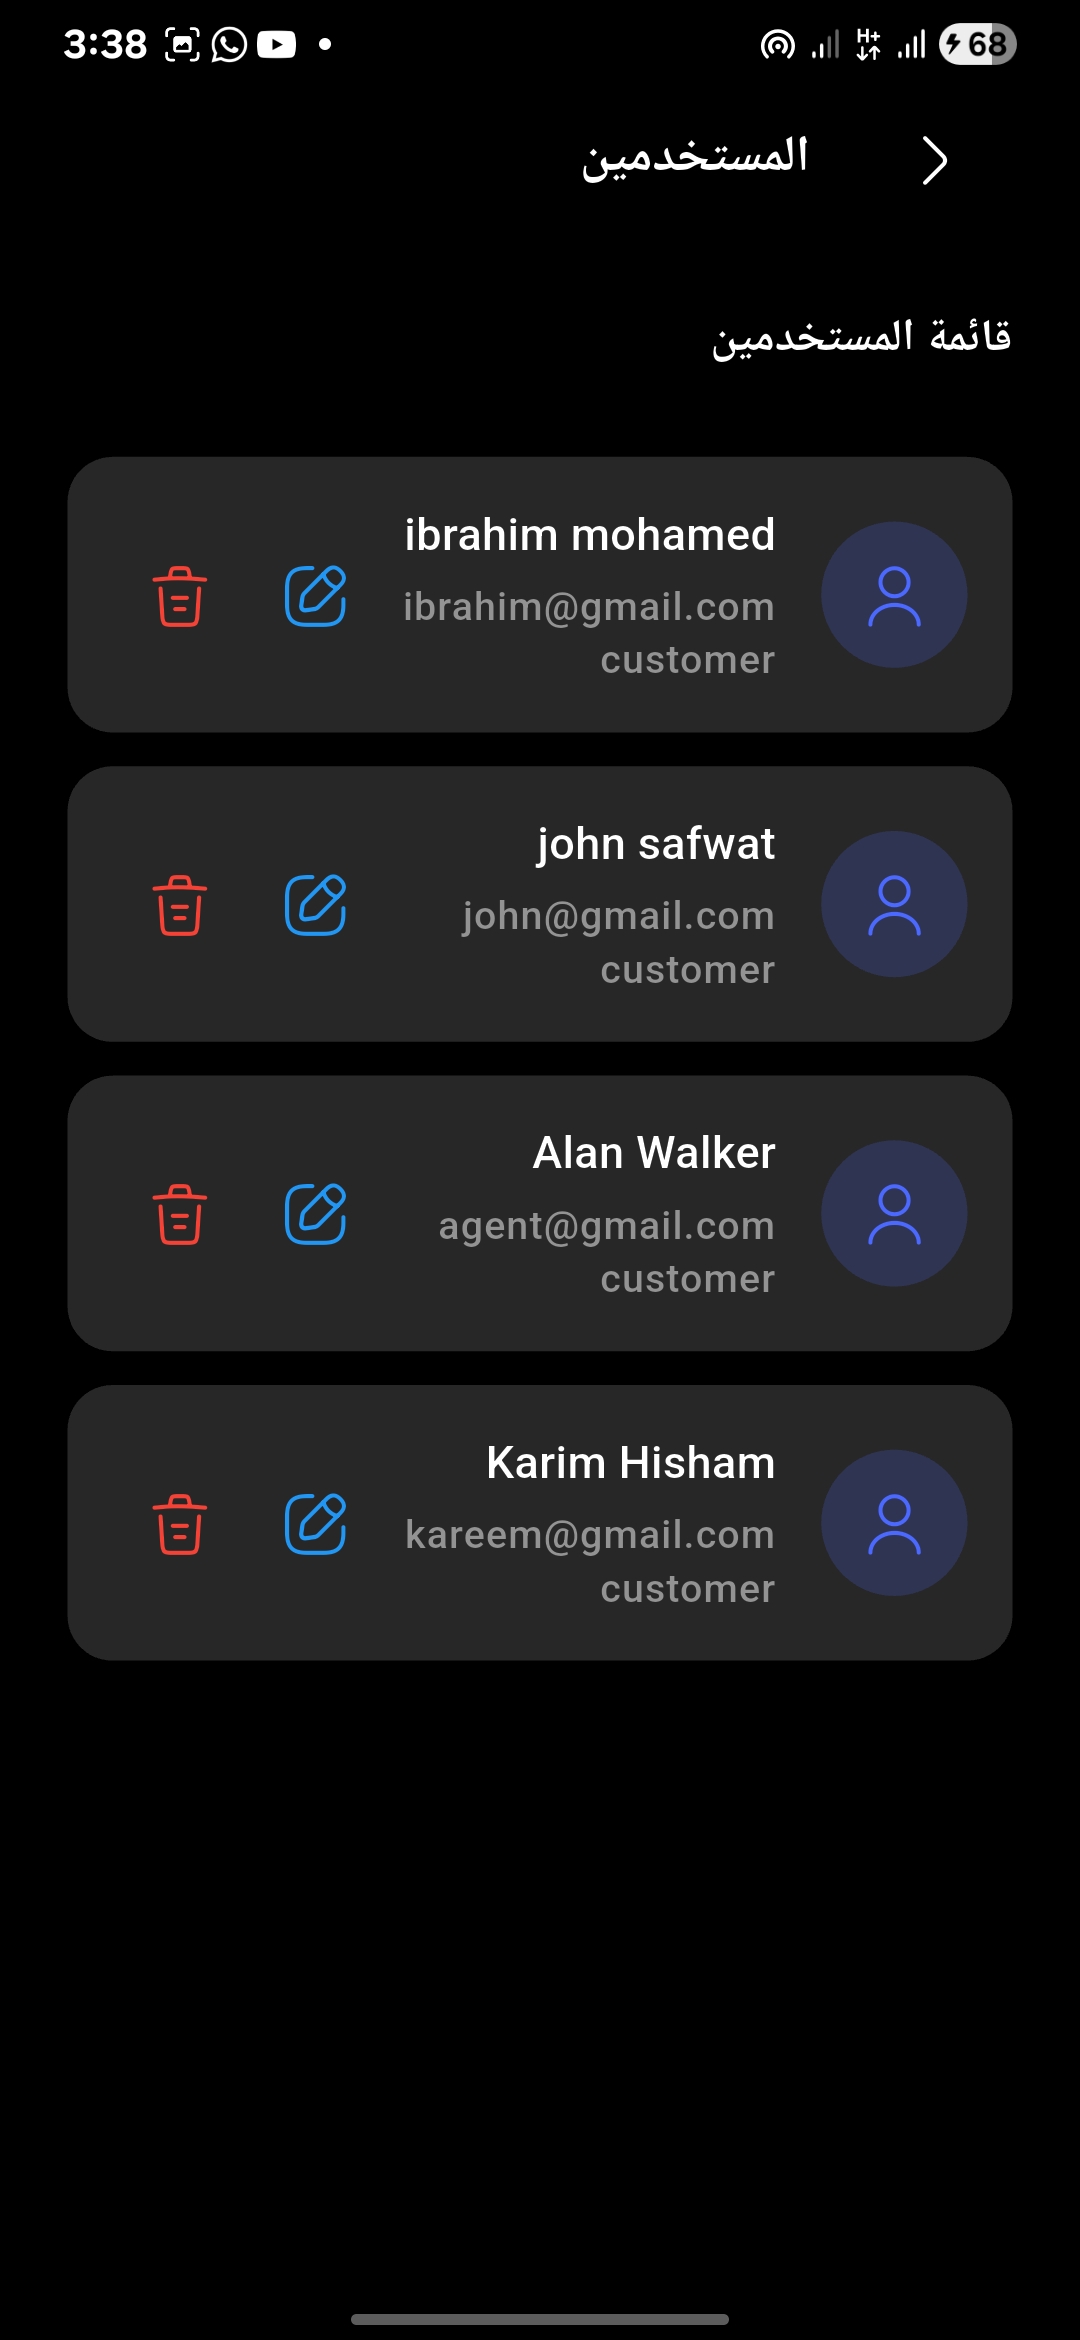 3:38
H+
68
المستخدمين
قائمة المستخدمين
ibrahim mohamed
ibrahim@gmail.com
customer
john safwat
john@gmail.com
customer
Alan Walker
agent@gmail.com
customer
Karim Hisham
kareem@gmail.com
customer